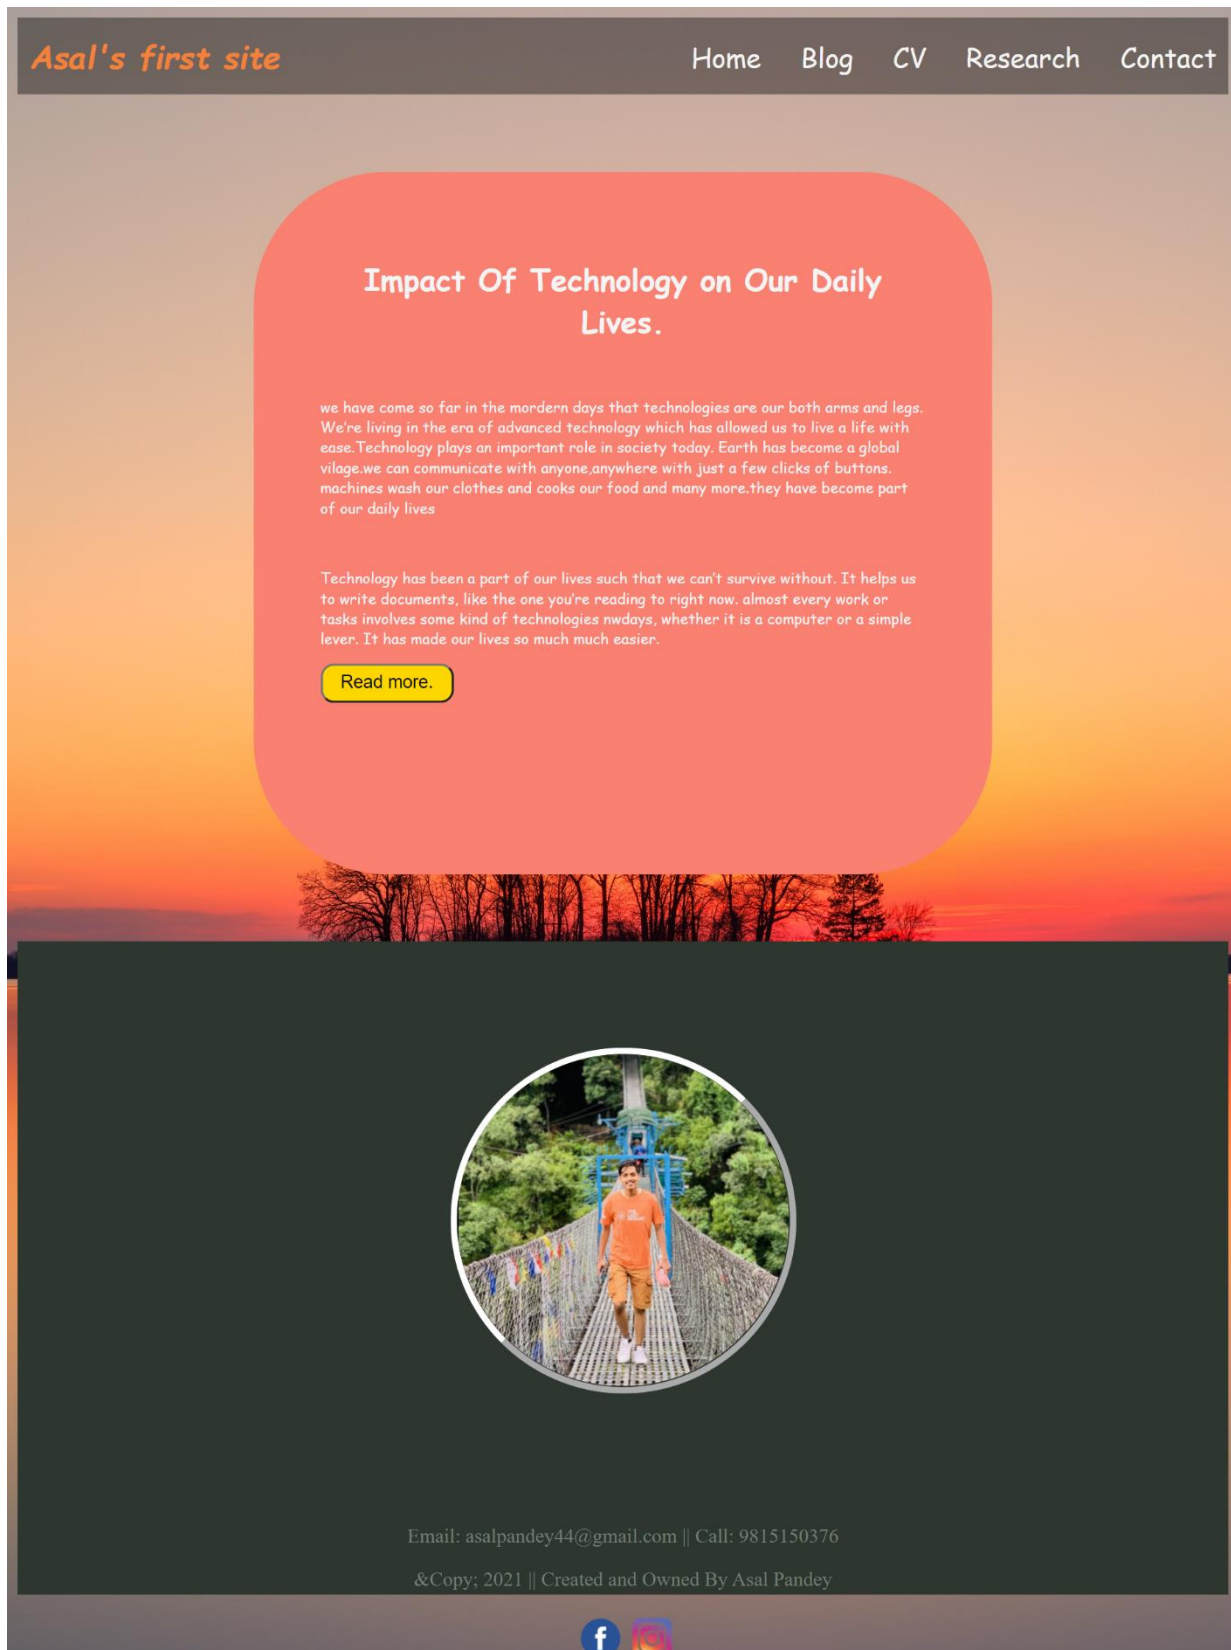 Asal's first site
Home Blog CV Research Contact
Impact Of Technology on Our Daily
Lives.
we have come so far in the mordern days that technologies are our both arms and legs.
We're living in the era of advanced technology which has allowed us to live a life with
ease.Technology plays an important role in society today. Earth has become a global
vilage.we can communicate with anyone,anywhere with just a few clicks of buttons.
machines wash our clothes and cooks our food and many more.they have become part
of our daily lives
Technology has been a part of our lives such that we can't survive without. It helps us
to write documents, like the one you're reading to right now. almost every work or
tasks involves some kind of technologies nwdays, whether it is a computer or a simple
lever. It has made our lives so much much easier.
Read more.
Email: asalpandey44@gmail.com || Call: 9815150376
&Copy; 2021 || Created and Owned By Asal Pandey